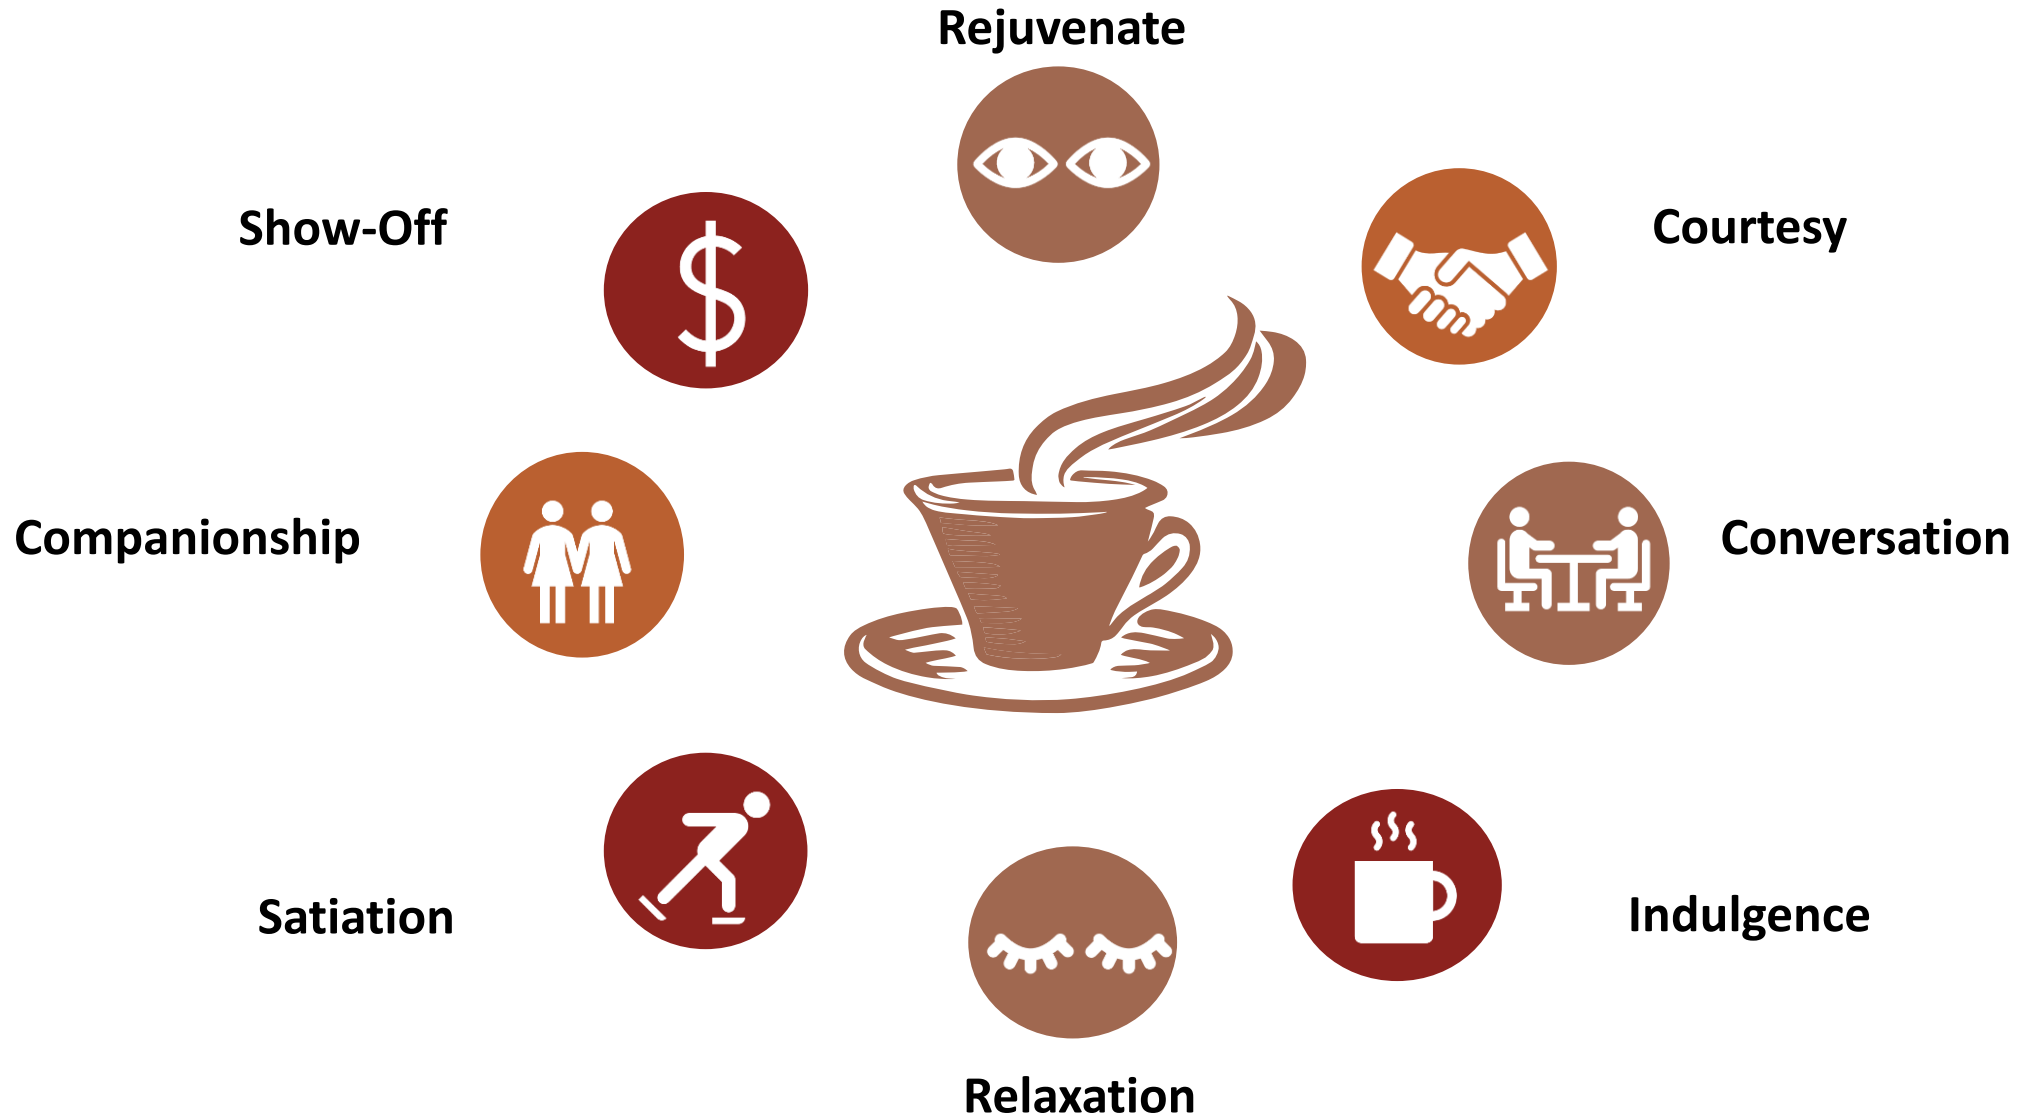 Rejuvenate
Show-Off
Courtesy
Companionship
Conversation
Satiation
Indulgence
Relaxation